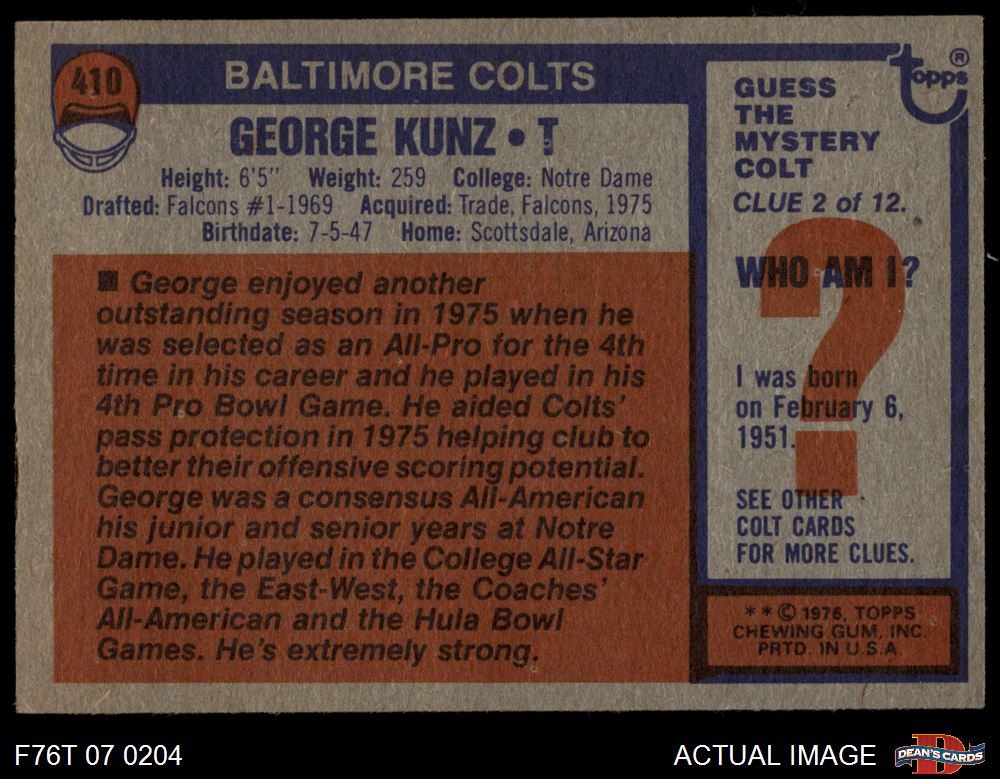 410
BALTIMORE COLTS
GEORGE KUNZ • T
Height: 6'5" Weight: 259 College: Notre Dame
Drafted: Falcons #1-1969 Acquired: Trade, Falcons, 1975
Birthdate: 7-5-47 Home: Scottsdale, Arizona
■ George enjoyed another
outstanding season in 1975 when he
was selected as an All-Pro for the 4th
time in his career and he played in his
4th Pro Bowl Game. He aided Colts'
pass protection in 1975 helping club to
better their offensive scoring potential.
George was a consensus All-American
his junior and senior years at Notre
Dame. He played in the College All-Star
Game, the East-West, the Coaches'
All-American and the Hula Bowl
Games. He's extremely strong.
topps ®
GUESS
THE
MYSTERY
COLT
CLUE 2 of 12.
WHO AM I?
?
I was born
on February 6,
1951.
SEE OTHER
COLT CARDS
FOR MORE CLUES.
* * © 1976, TOPPS
CHEWING GUM, INC.
PRTD. IN U.S.A.
F76T 07 0204
ACTUAL IMAGE
D
DEAN'S CARDS